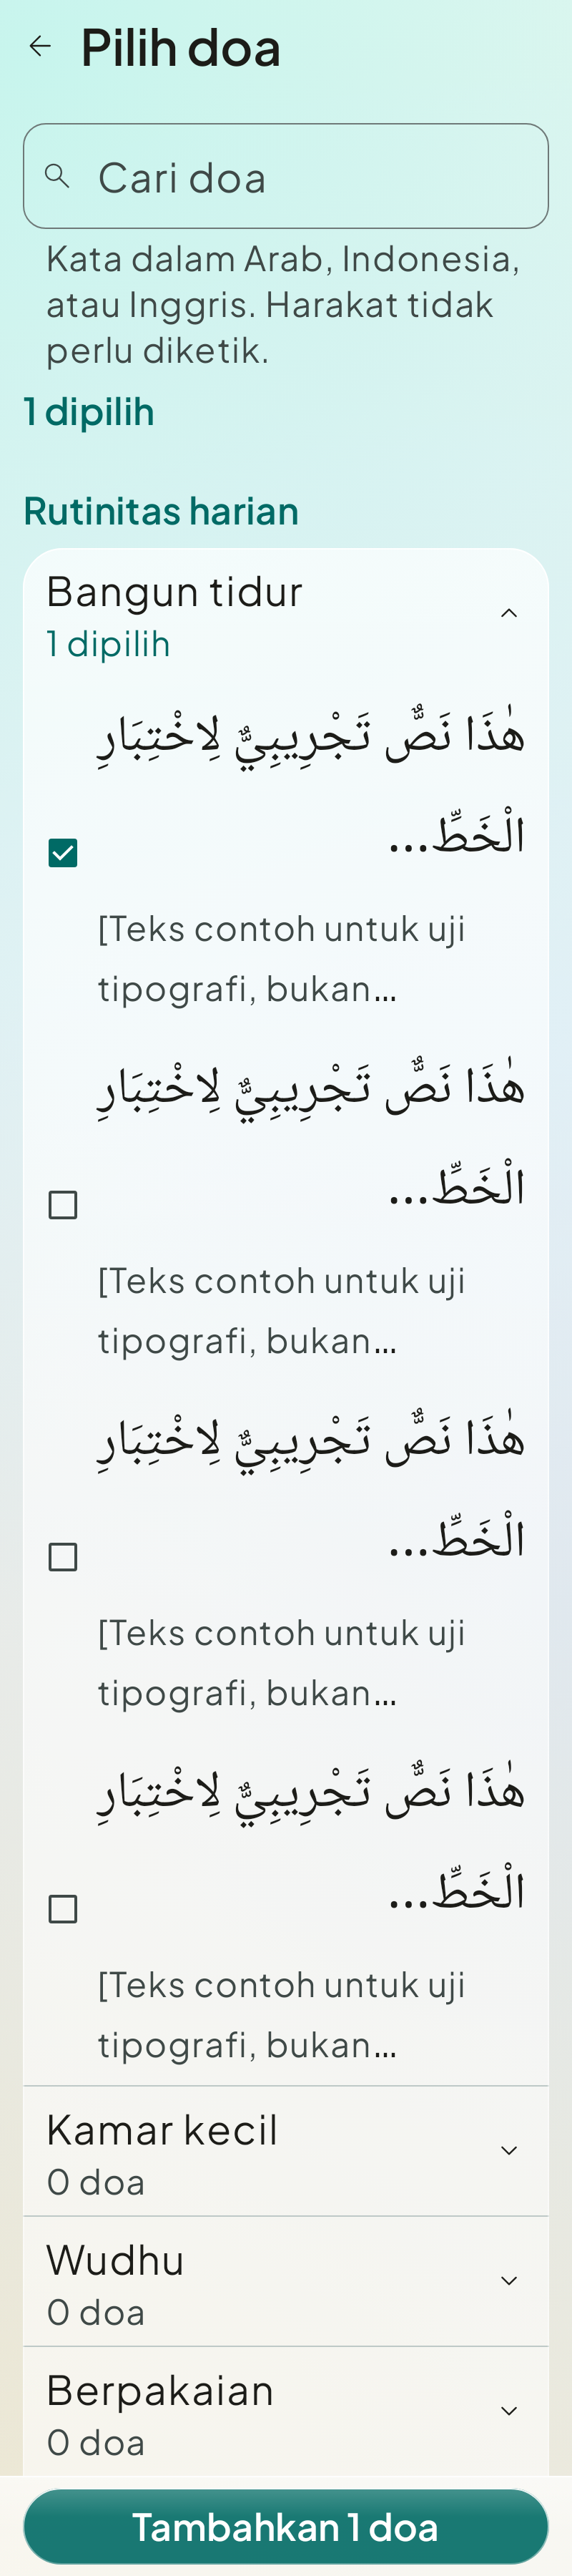 Pilih doa
Cari doa
Kata dalam Arab, Indonesia,
atau Inggris. Harakat tidak
perlu diketik.
1 dipilih
Rutinitas harian
Bangun tidur
1 dipilih
هٰذَا نَصٌّ تَجْرِيبِيٌّ لِاخْتِبَارِ
الْخَطِّ...
[Teks contoh untuk uji
tipografi, bukan...
هٰذَا نَصٌّ تَجْرِيبِيٌّ لِاخْتِبَارِ
الْخَطِّ...
[Teks contoh untuk uji
tipografi, bukan...
هٰذَا نَصٌّ تَجْرِيبِيٌّ لِاخْتِبَارِ
الْخَطِّ...
[Teks contoh untuk uji
tipografi, bukan...
هٰذَا نَصٌّ تَجْرِيبِيٌّ لِاخْتِبَارِ
الْخَطِّ...
[Teks contoh untuk uji
tipografi, bukan...
Kamar kecil
0 doa
Wudhu
0 doa
Berpakaian
0 doa
Tambahkan 1 doa